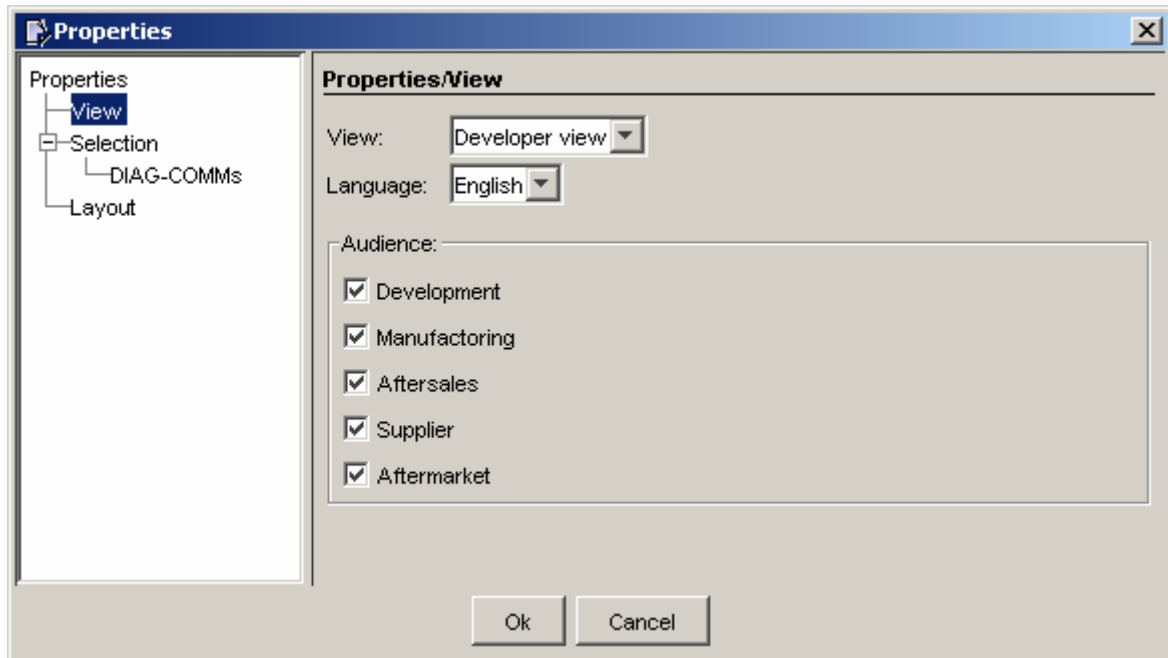 Properties
Properties
View
Selection
DIAG-COMMs
Layout
Properties/View
View: Developer view
Language: English
Audience:
Development
Manufactoring
Aftersales
Supplier
Aftermarket
Ok Cancel